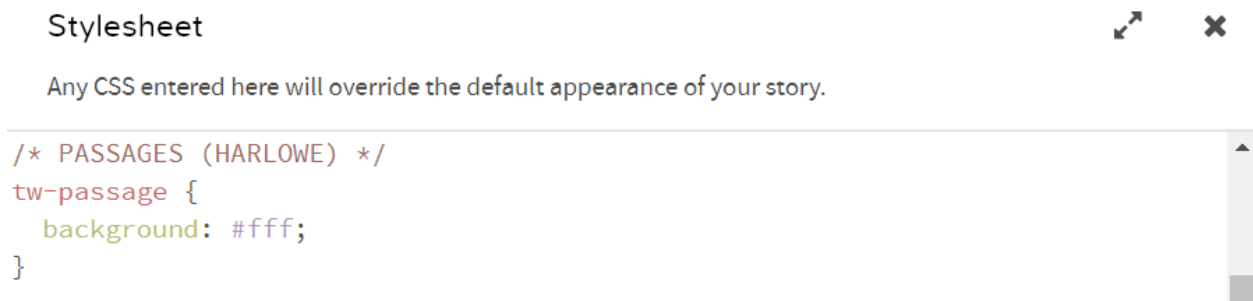 Stylesheet
Any CSS entered here will override the default appearance of your story.
/* PASSAGES (HARLOWE) */
tw-passage {
  background: #fff;
}